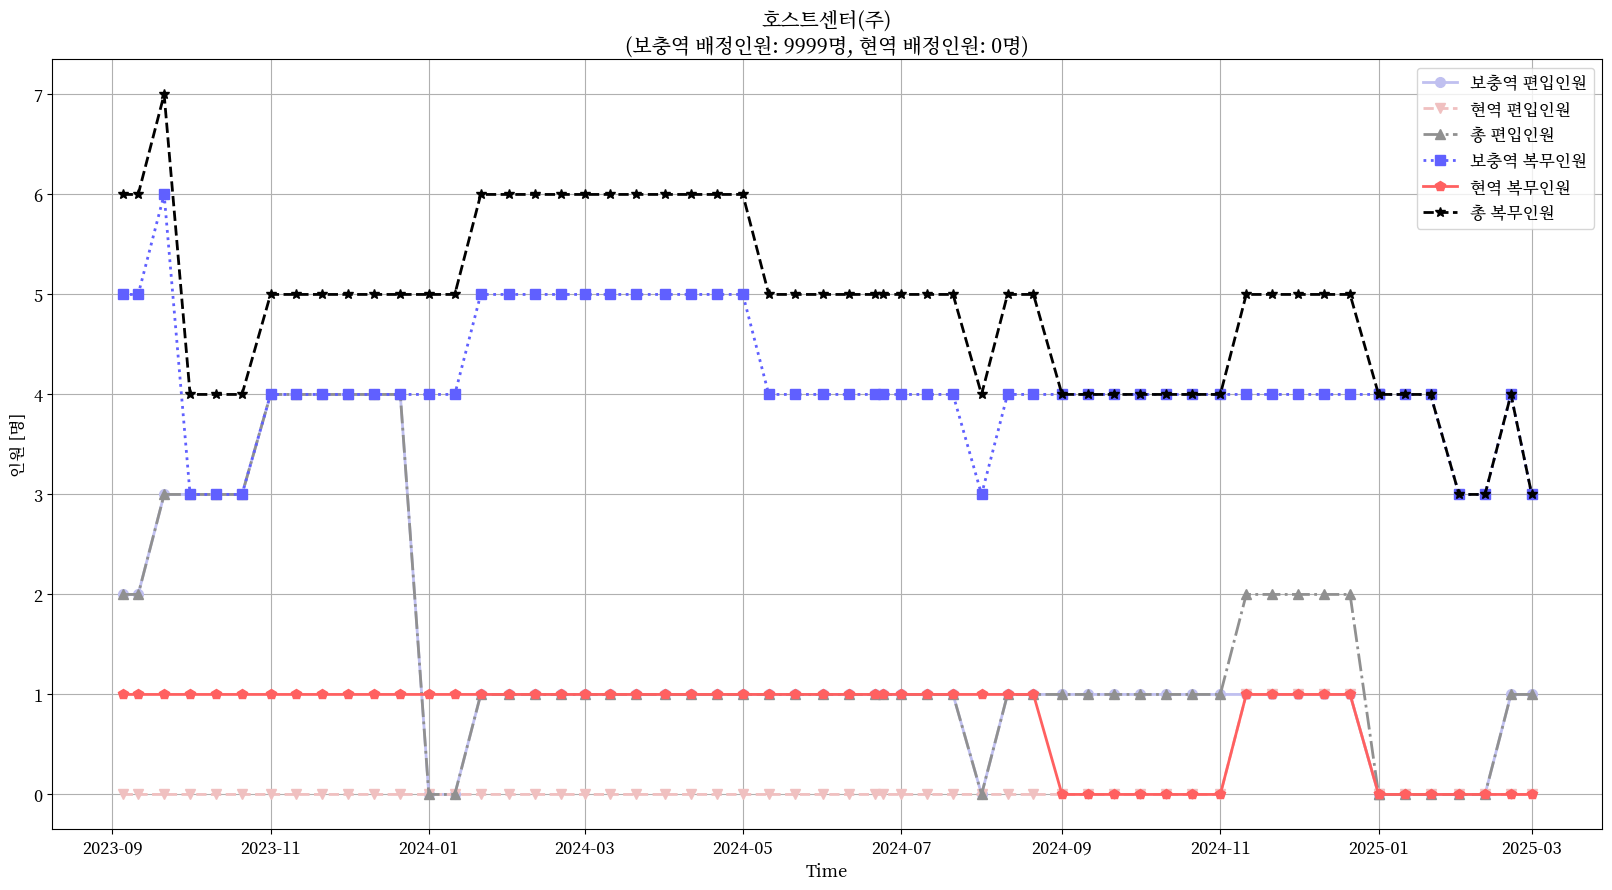 호스트센터(주)
(보충역 배정인원: 9999명, 현역 배정인원: 0명)
보충역 편입인원
현역 편입인원
총 편입인원
보충역 복무인원
현역 복무인원
총 복무인원
인원 [명]
7
6
5
4
3
2
1
0
2023-09
2023-11
2024-01
2024-03
2024-05
2024-07
2024-09
2024-11
2025-01
2025-03
Time